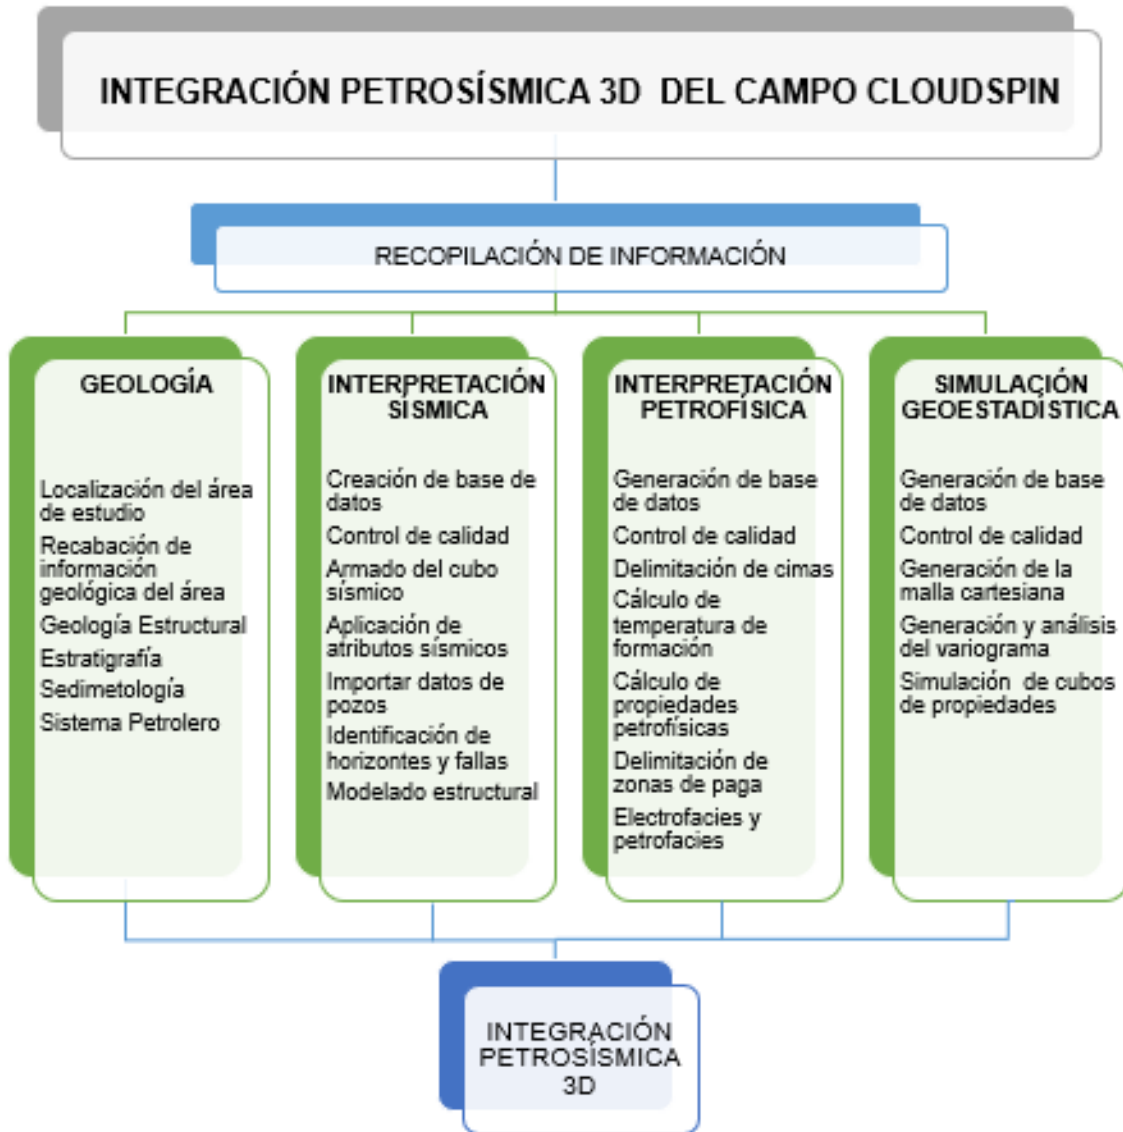 INTEGRACIÓN PETROSÍSMICA 3D DEL CAMPO CLOUDSPIN
RECOPILACIÓN DE INFORMACIÓN
GEOLOGÍA
Localización del área
de estudio
Recabación de
información
geológica del área
Geología Estructural
Estratigrafía
Sedimetología
Sistema Petrolero
INTERPRETACIÓN
SÍSMICA
Creación de base de
datos
Control de calidad
Armado del cubo
sísmico
Aplicación de
atributos sísmicos
Importar datos de
pozos
Identificación de
horizontes y fallas
Modelado estructural
INTERPRETACIÓN
PETROFÍSICA
Generación de base
de datos
Control de calidad
Delimitación de cimas
Cálculo de
temperatura de
formación
Cálculo de
propiedades
petrofísicas
Delimitación de
zonas de paga
Electrofacies y
petrofacies
SIMULACIÓN
GEOESTADÍSTICA
Generación de base
de datos
Control de calidad
Generación de la
malla cartesiana
Generación y análisis
del variograma
Simulación de cubos
de propiedades
INTEGRACIÓN
PETROSÍSMICA
3D